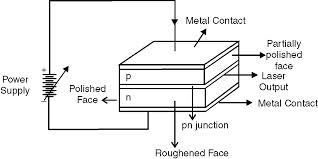 Metal Contact
Partially
polished
face
Laser
Output
Power
Supply
+
-
Polished
Face
p
n
Metal Contact
pn junction
Roughened Face